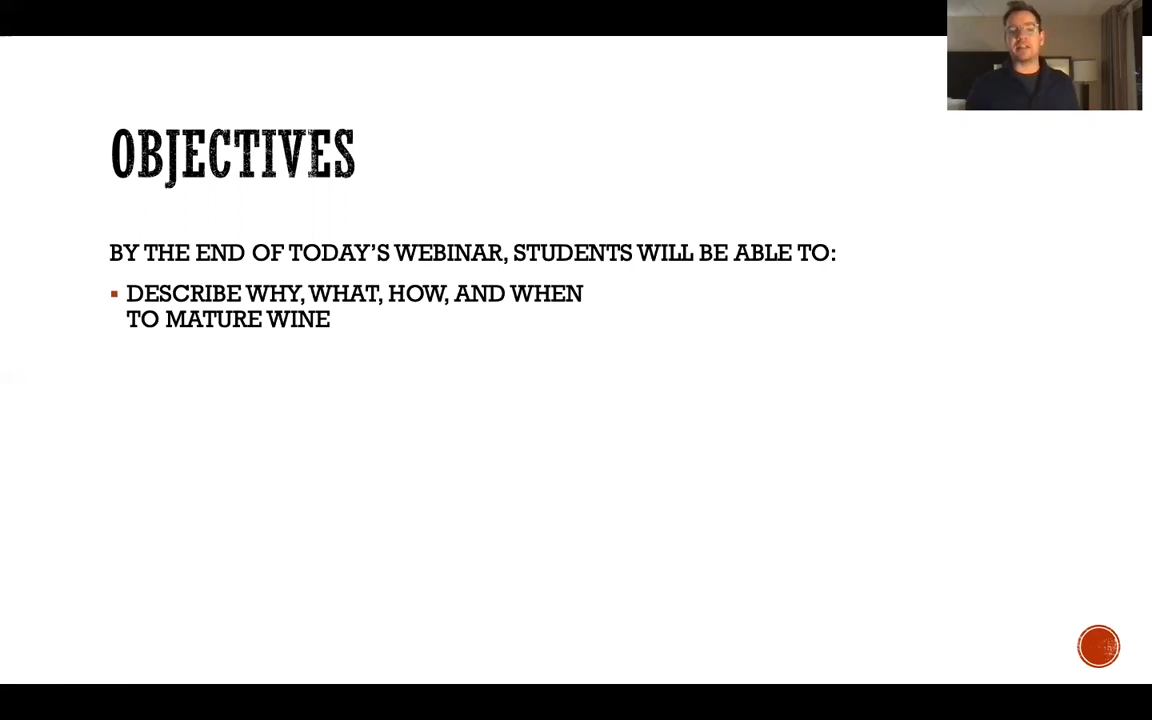 OBJECTIVES
BY THE END OF TODAY'S WEBINAR, STUDENTS WILL BE ABLE TO:
▪ DESCRIBE WHY, WHAT, HOW, AND WHEN
TO MATURE WINE